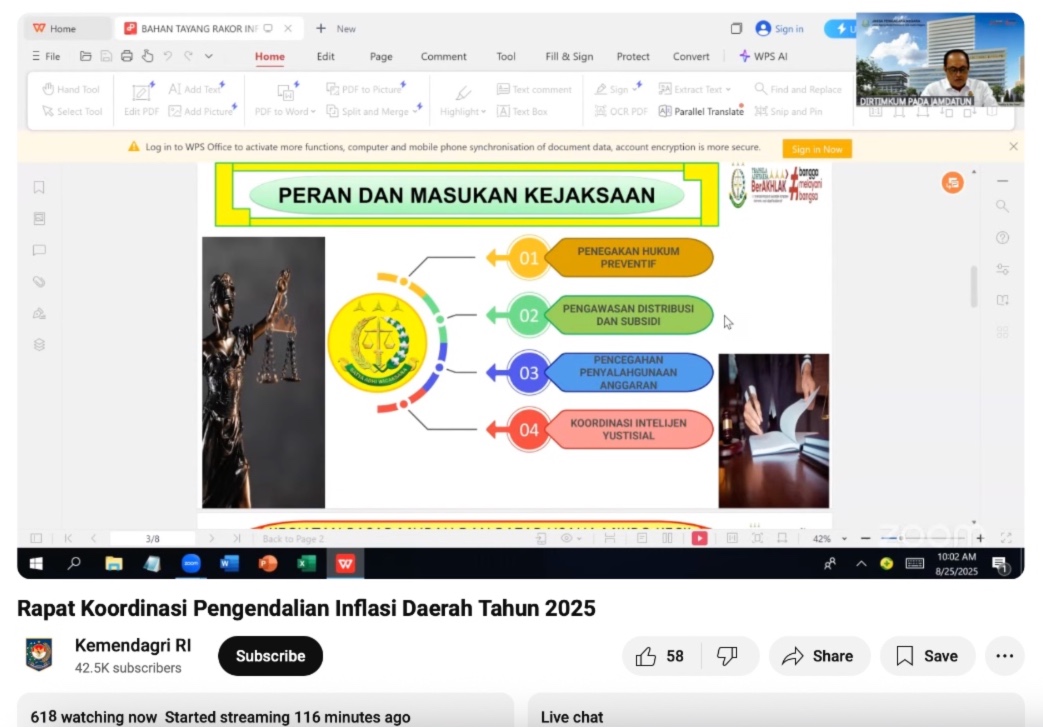 Home
BAHAN TAYANG RAKOR INF
New
Sign in
File
Home
Edit
Page
Comment
Tool
Fill & Sign
Protect
Convert
WPS AI
Hand Tool
Select Tool
Edit PDF
Add Text
Add Picture
PDF to Word
PDF to Picture
Split and Merge
Highlight
Text comment
Text Box
Sign
OCR PDF
Extract Text
Parallel Translate
Find and Replace
Snip and Pin
DIRTIMKUM PADA JAMDATUN
Log in to WPS Office to activate more functions, computer and mobile phone synchronisation of document data, account encryption is more secure.
Sign in Now
PERAN DAN MASUKAN KEJAKSAAN
BerAKHLAK
#bangga
melayani
bangsa
01
PENEGAKAN HUKUM
PREVENTIF
02
PENGAWASAN DISTRIBUSI
DAN SUBSIDI
03
PENCEGAHAN
PENYALAHGUNAAN
ANGGARAN
04
KOORDINASI INTELIJEN
YUSTISIAL
3/8
Back to Page 2
42%
zoom
10:02 AM
8/25/2025
Rapat Koordinasi Pengendalian Inflasi Daerah Tahun 2025
Kemendagri RI
42.5K subscribers
Subscribe
58
Share
Save
618 watching now Started streaming 116 minutes ago
Live chat